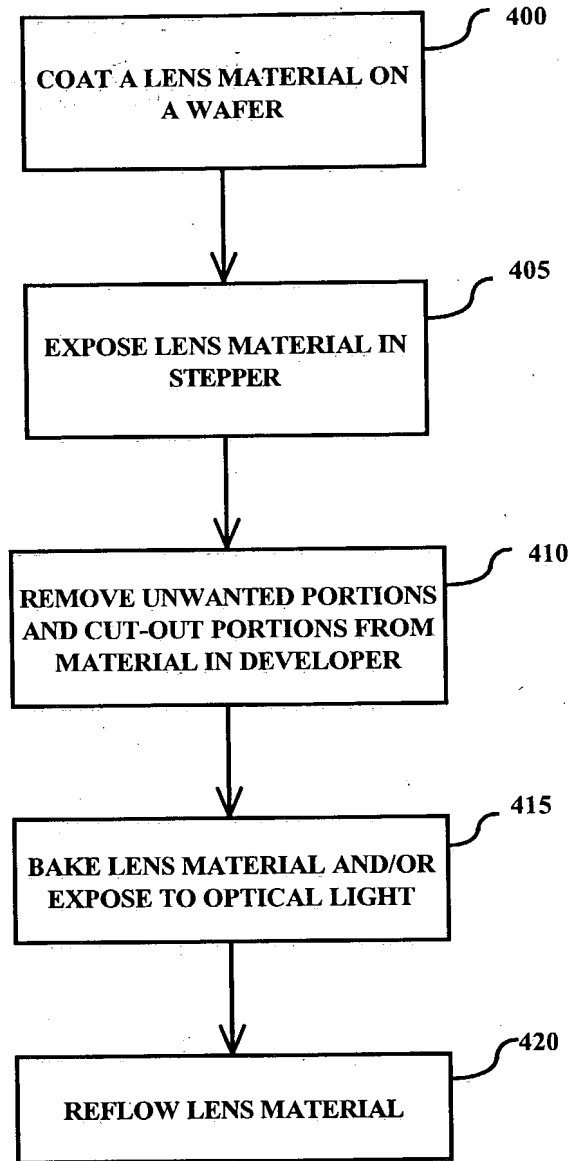 400
COAT A LENS MATERIAL ON
A WAFER
405
EXPOSE LENS MATERIAL IN
STEPPER
410
REMOVE UNWANTED PORTIONS
AND CUT-OUT PORTIONS FROM
MATERIAL IN DEVELOPER
415
BAKE LENS MATERIAL AND/OR
EXPOSE TO OPTICAL LIGHT
420
REFLOW LENS MATERIAL